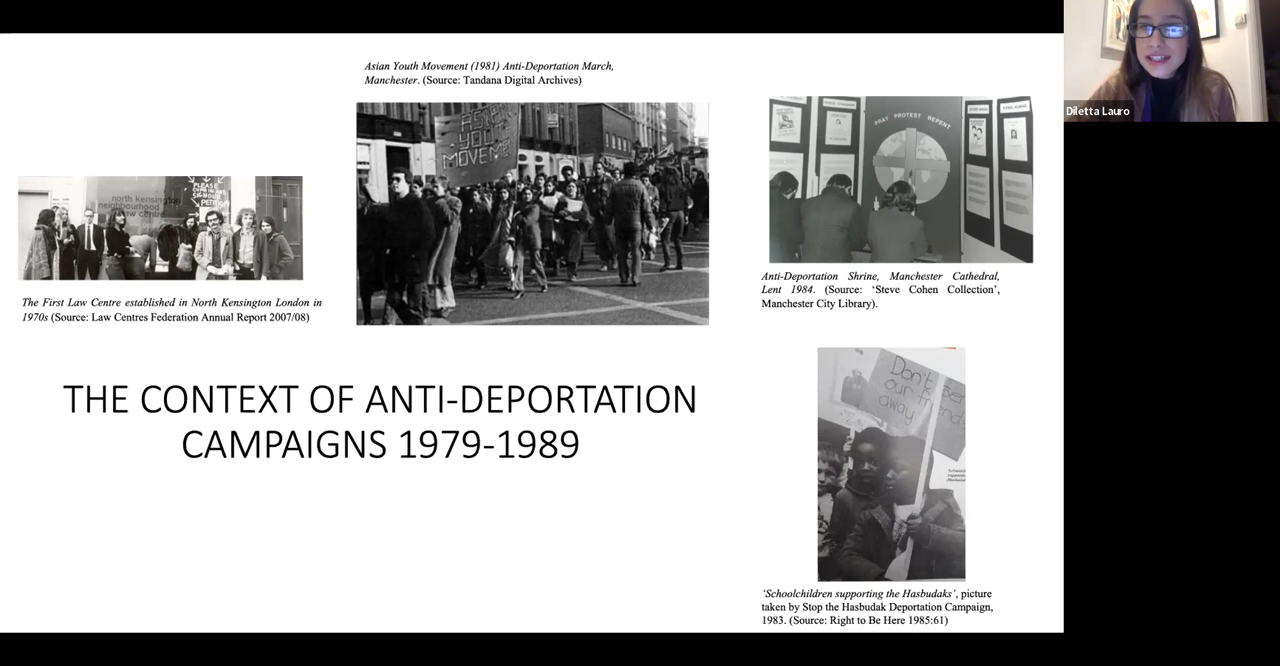 Diletta Lauro
Asian Youth Movement (1981) Anti-Deportation March,
Manchester. (Source: Tandana Digital Archives)
ASIAN
YOUTH
MOVEMENT
PRAY PROTEST REPENT
PLEASE
PETITION
north kensington
neighbourhood
law centre
The First Law Centre established in North Kensington London in
1970s (Source: Law Centres Federation Annual Report 2007/08)
Anti-Deportation Shrine, Manchester Cathedral,
Lent 1984. (Source: ‘Steve Cohen Collection’,
Manchester City Library).
THE CONTEXT OF ANTI-DEPORTATION
CAMPAIGNS 1979-1989
Don't
our friends
away
‘Schoolchildren supporting the Hasbudaks’, picture
taken by Stop the Hasbudak Deportation Campaign,
1983. (Source: Right to Be Here 1985:61)